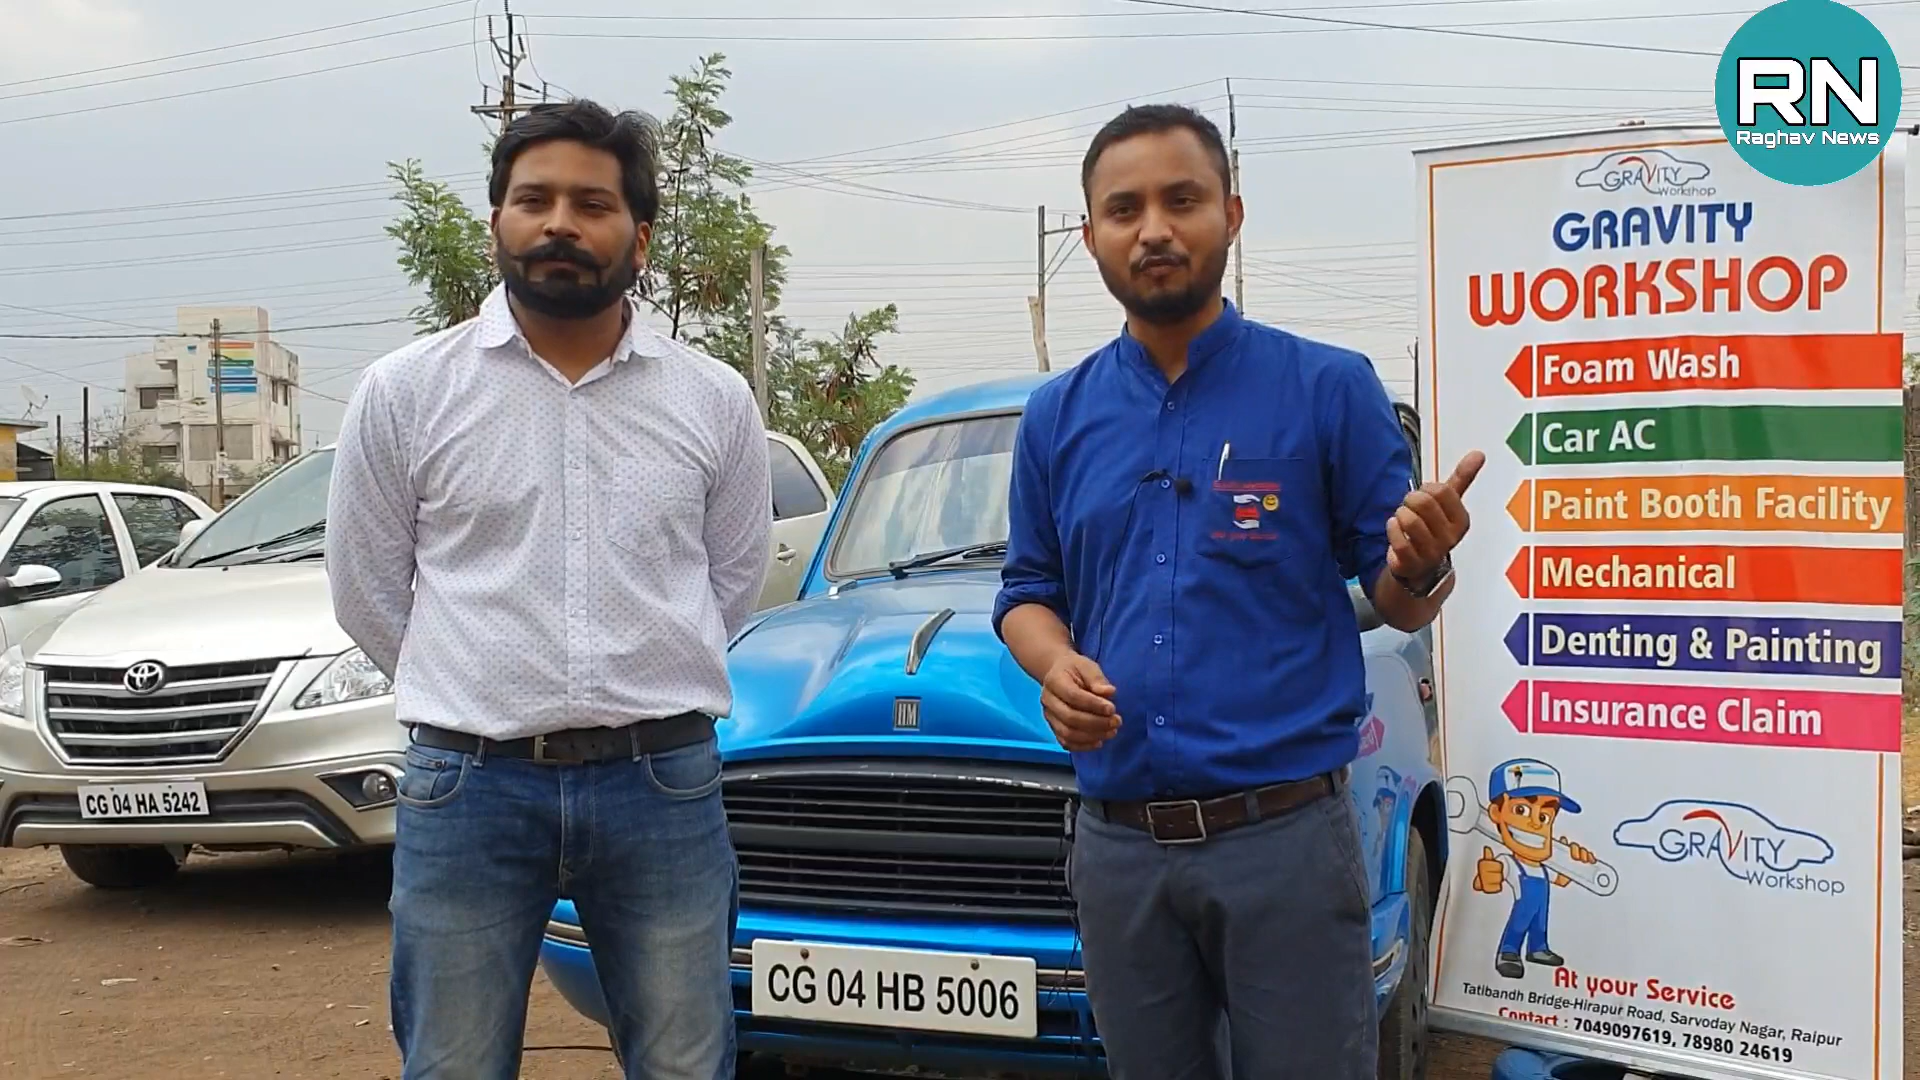 RN
Raghav News
GRAVITY
Workshop
GRAVITY
WORKSHOP
Foam Wash
Car AC
Paint Booth Facility
Mechanical
Denting & Painting
Insurance Claim
GRAVITY
Workshop
At your Service
Tatibandh Bridge-Hirapur Road, Sarvoday Nagar, Raipur
Contact : 7049097619, 78980 24619
CG 04 HA 5242
HM
CG 04 HB 5006